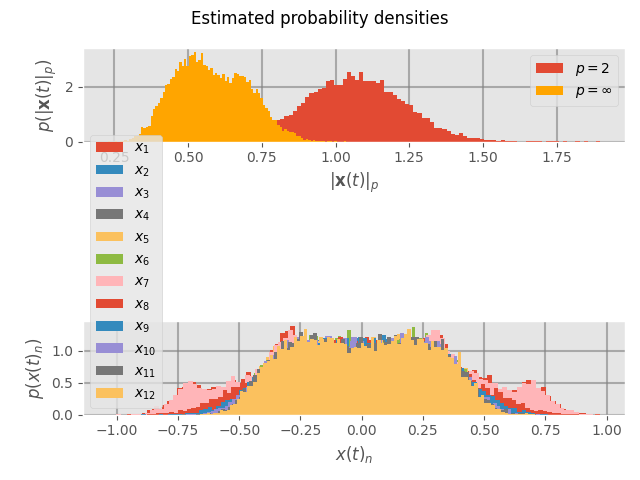 Estimated probability densities
p(|x(t)|ₚ)
2
0
p = 2
p = ∞
0.25 0.50 0.75 1.00 1.25 1.50 1.75
|x(t)|ₚ
x₁
x₂
x₃
x₄
x₅
x₆
x₇
x₈
x₉
x₁₀
x₁₁
x₁₂
p(x(t)ₙ)
1.0
0.5
0.0
−1.00 −0.75 −0.50 −0.25 0.00 0.25 0.50 0.75 1.00
x(t)ₙ